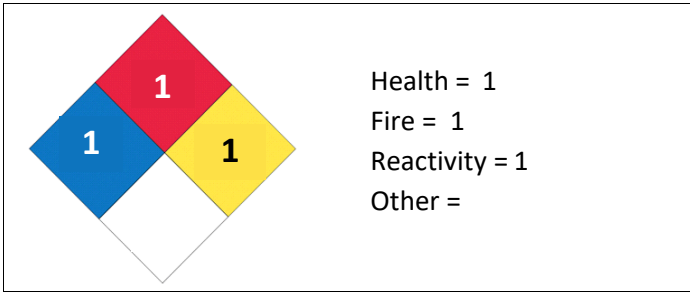 1
1
1
Health = 1
Fire = 1
Reactivity = 1
Other =